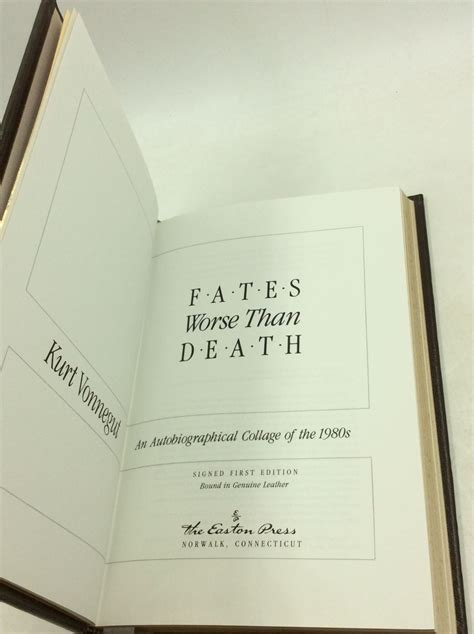 Kurt Vonnegut
F·A·T·E·S
Worse Than
D·E·A·T·H
An Autobiographical Collage of the 1980s
SIGNED FIRST EDITION
Bound in Genuine Leather
The Easton Press
NORWALK, CONNECTICUT